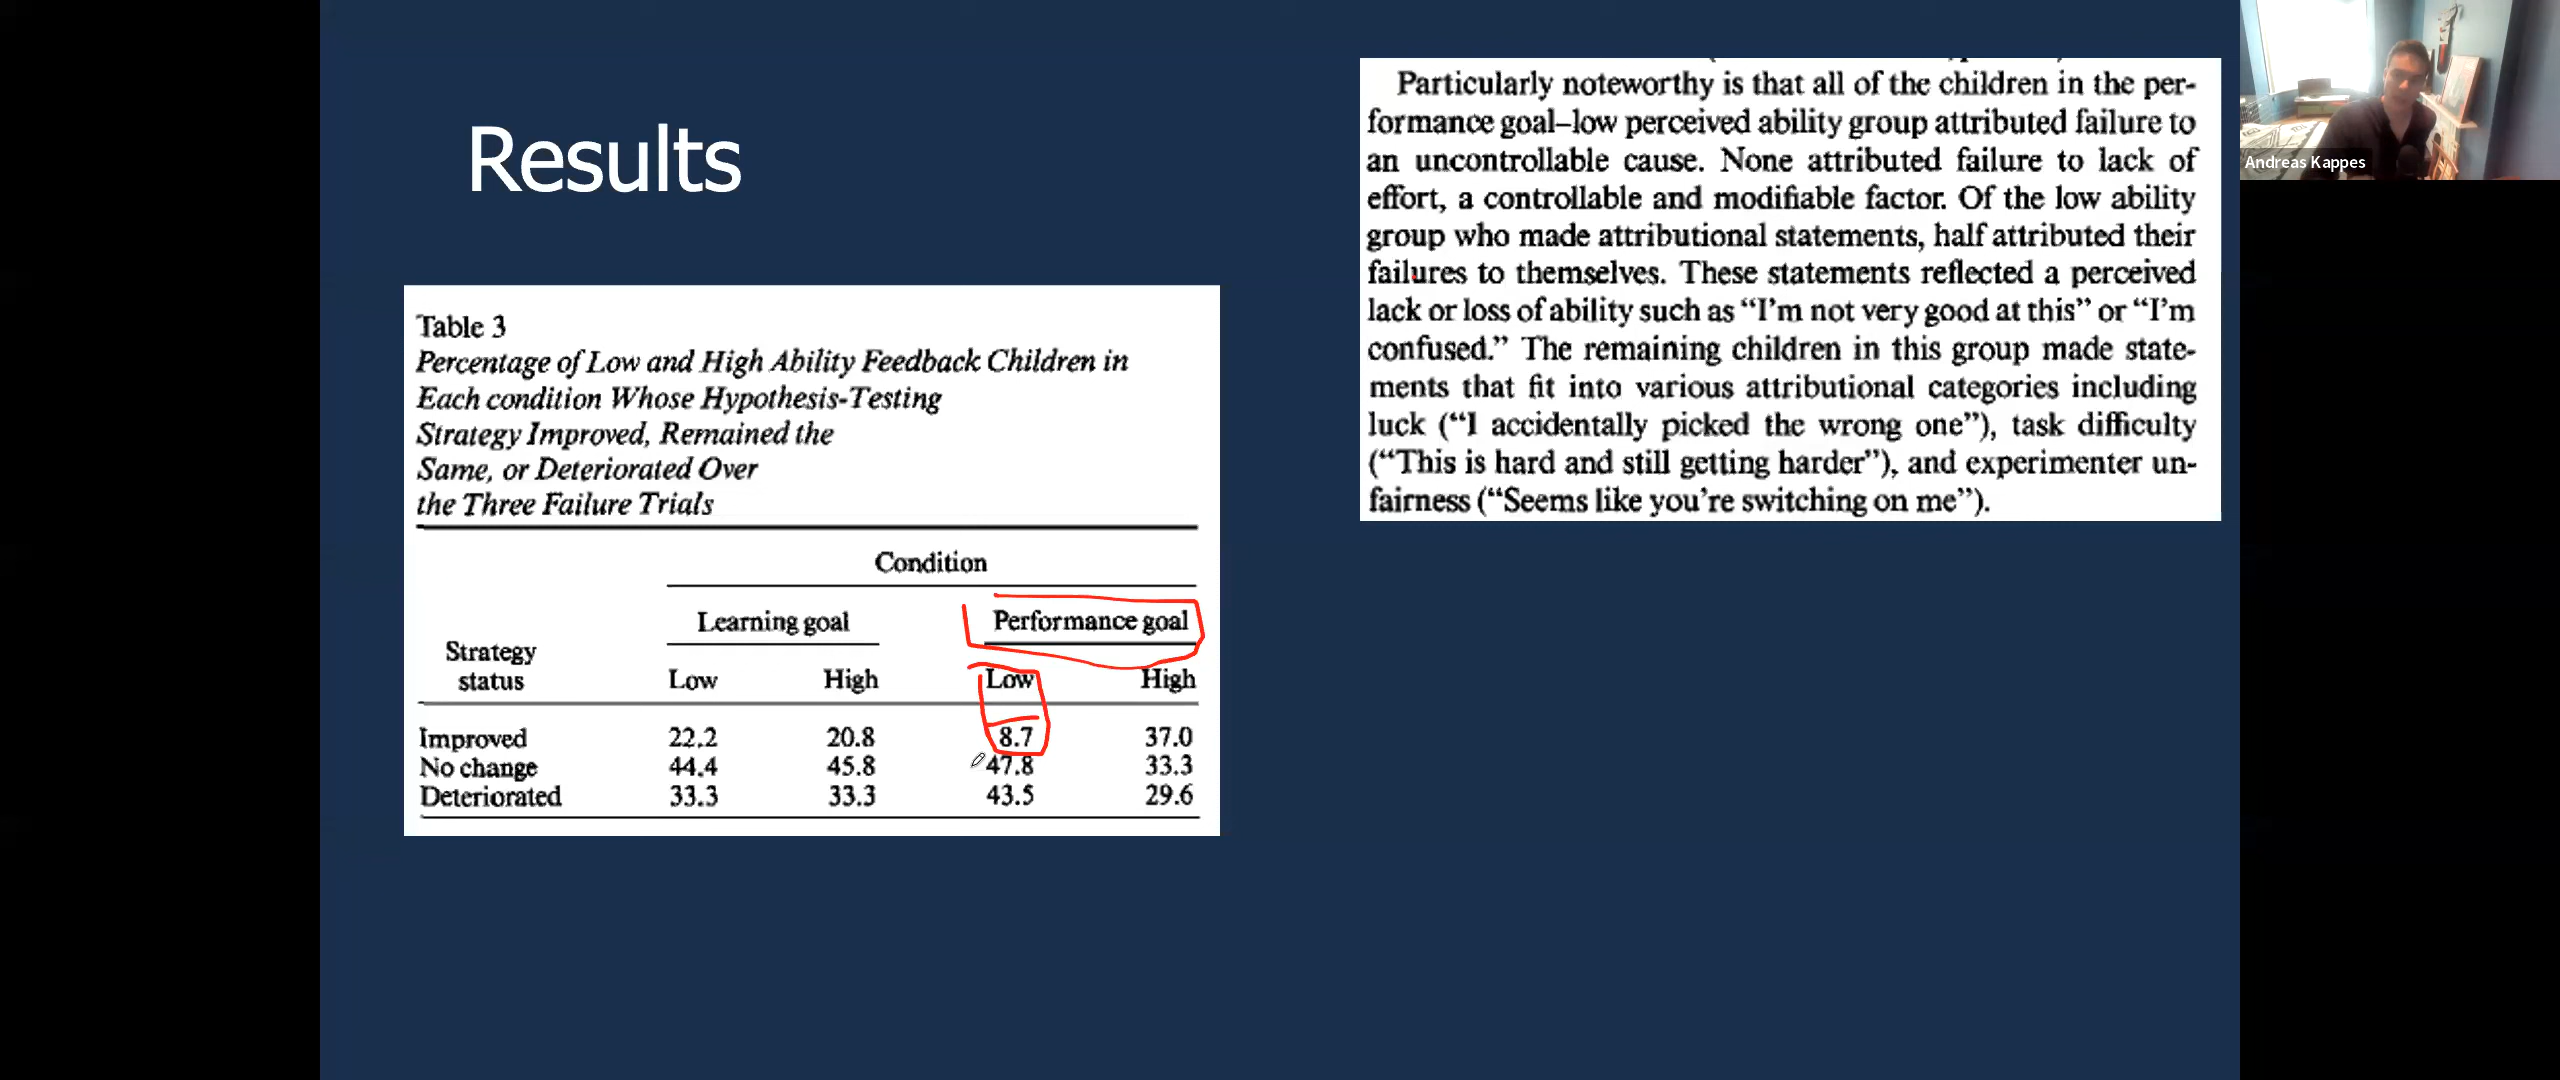 Results
Table 3
Percentage of Low and High Ability Feedback Children in
Each condition Whose Hypothesis-Testing
Strategy Improved, Remained the
Same, or Deteriorated Over
the Three Failure Trials
Condition
Learning goal Performance goal
Strategy
status Low High Low High
Improved 22.2 20.8 8.7 37.0
No change 44.4 45.8 47.8 33.3
Deteriorated 33.3 33.3 43.5 29.6
Particularly noteworthy is that all of the children in the per-
formance goal–low perceived ability group attributed failure to
an uncontrollable cause. None attributed failure to lack of
effort, a controllable and modifiable factor. Of the low ability
group who made attributional statements, half attributed their
failures to themselves. These statements reflected a perceived
lack or loss of ability such as “I’m not very good at this” or “I’m
confused.” The remaining children in this group made state-
ments that fit into various attributional categories including
luck (“I accidentally picked the wrong one”), task difficulty
(“This is hard and still getting harder”), and experimenter un-
fairness (“Seems like you’re switching on me”).
Andreas Kappes